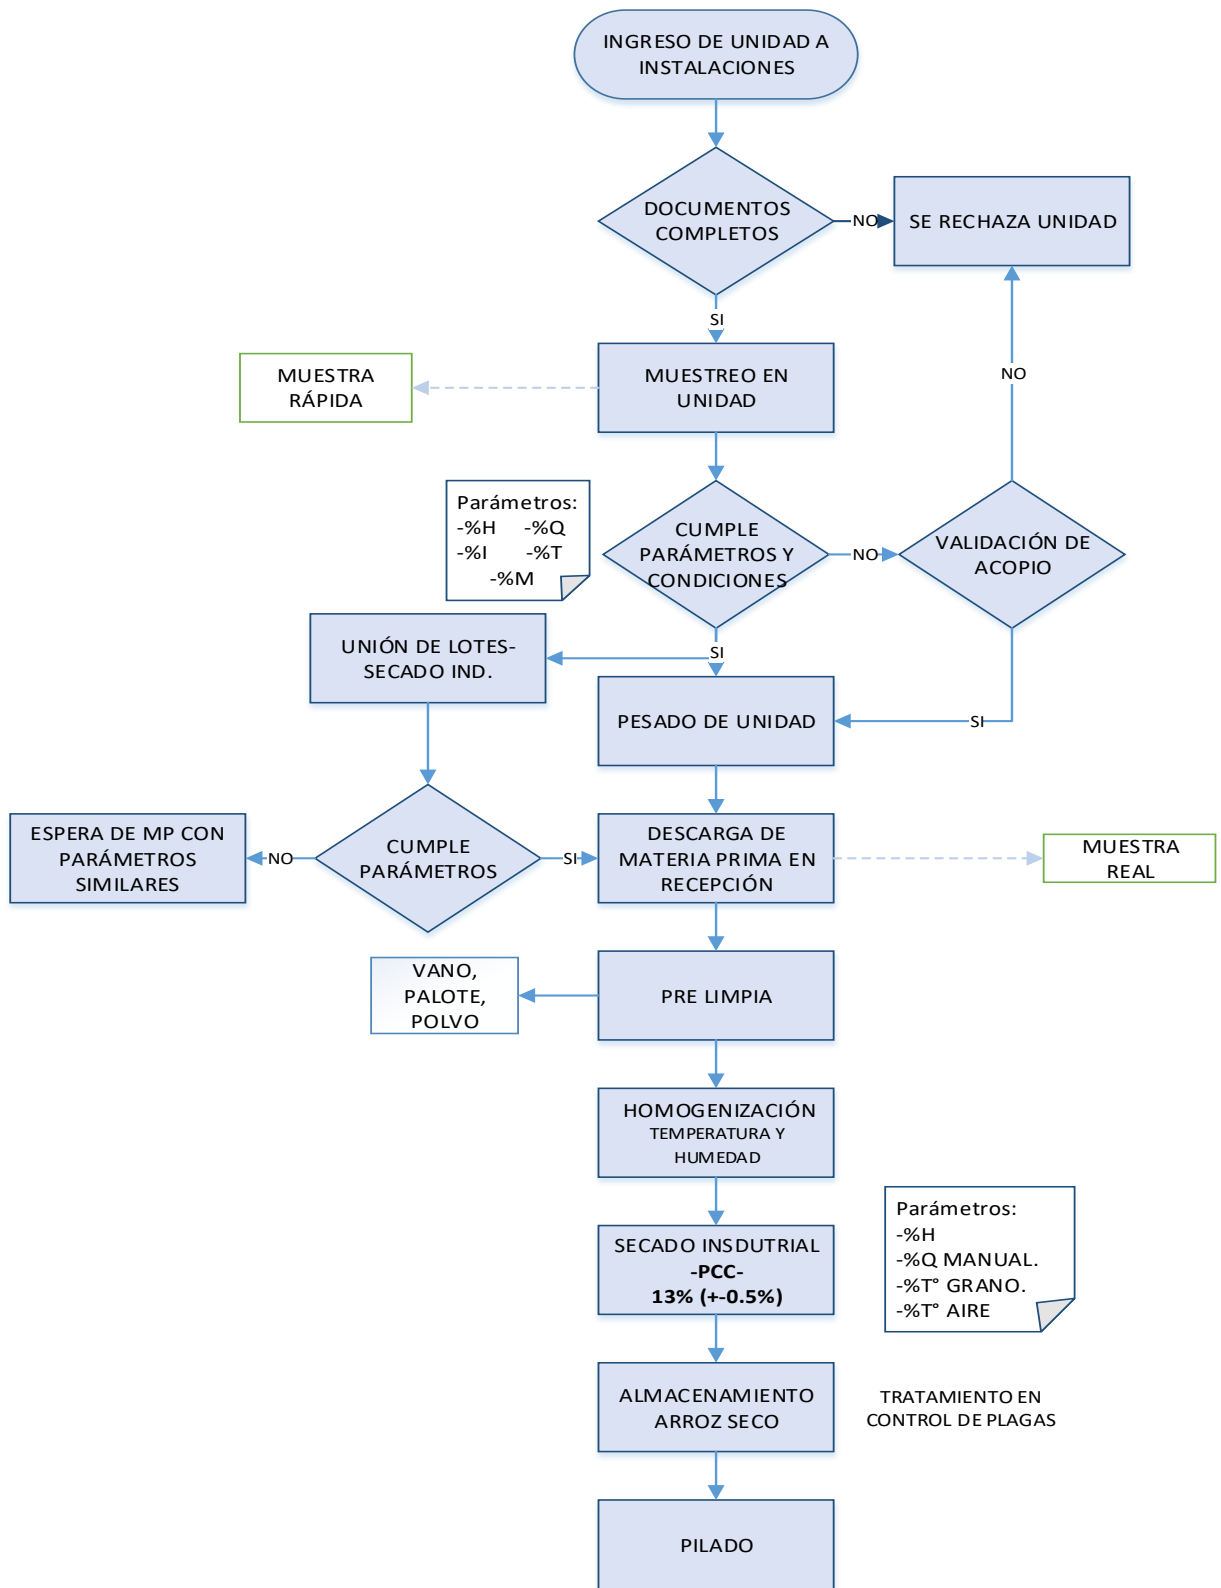 INGRESO DE UNIDAD A
INSTALACIONES
DOCUMENTOS
COMPLETOS
NO
SE RECHAZA UNIDAD
SI
MUESTRA
RÁPIDA
MUESTREO EN
UNIDAD
NO
Parámetros:
-%H -%Q
-%I -%T
-%M
CUMPLE
PARÁMETROS Y
CONDICIONES
NO
VALIDACIÓN DE
ACOPIO
SI
UNIÓN DE LOTES-
SECADO IND.
PESADO DE UNIDAD
SI
ESPERA DE MP CON
PARÁMETROS
SIMILARES
NO
CUMPLE
PARÁMETROS
SI
DESCARGA DE
MATERIA PRIMA EN
RECEPCIÓN
MUESTRA
REAL
VANO,
PALOTE,
POLVO
PRE LIMPIA
HOMOGENIZACIÓN
TEMPERATURA Y
HUMEDAD
SECADO INSDUTRIAL
-PCC-
13% (+-0.5%)
Parámetros:
-%H
-%Q MANUAL.
-%T° GRANO.
-%T° AIRE
ALMACENAMIENTO
ARROZ SECO
TRATAMIENTO EN
CONTROL DE PLAGAS
PILADO